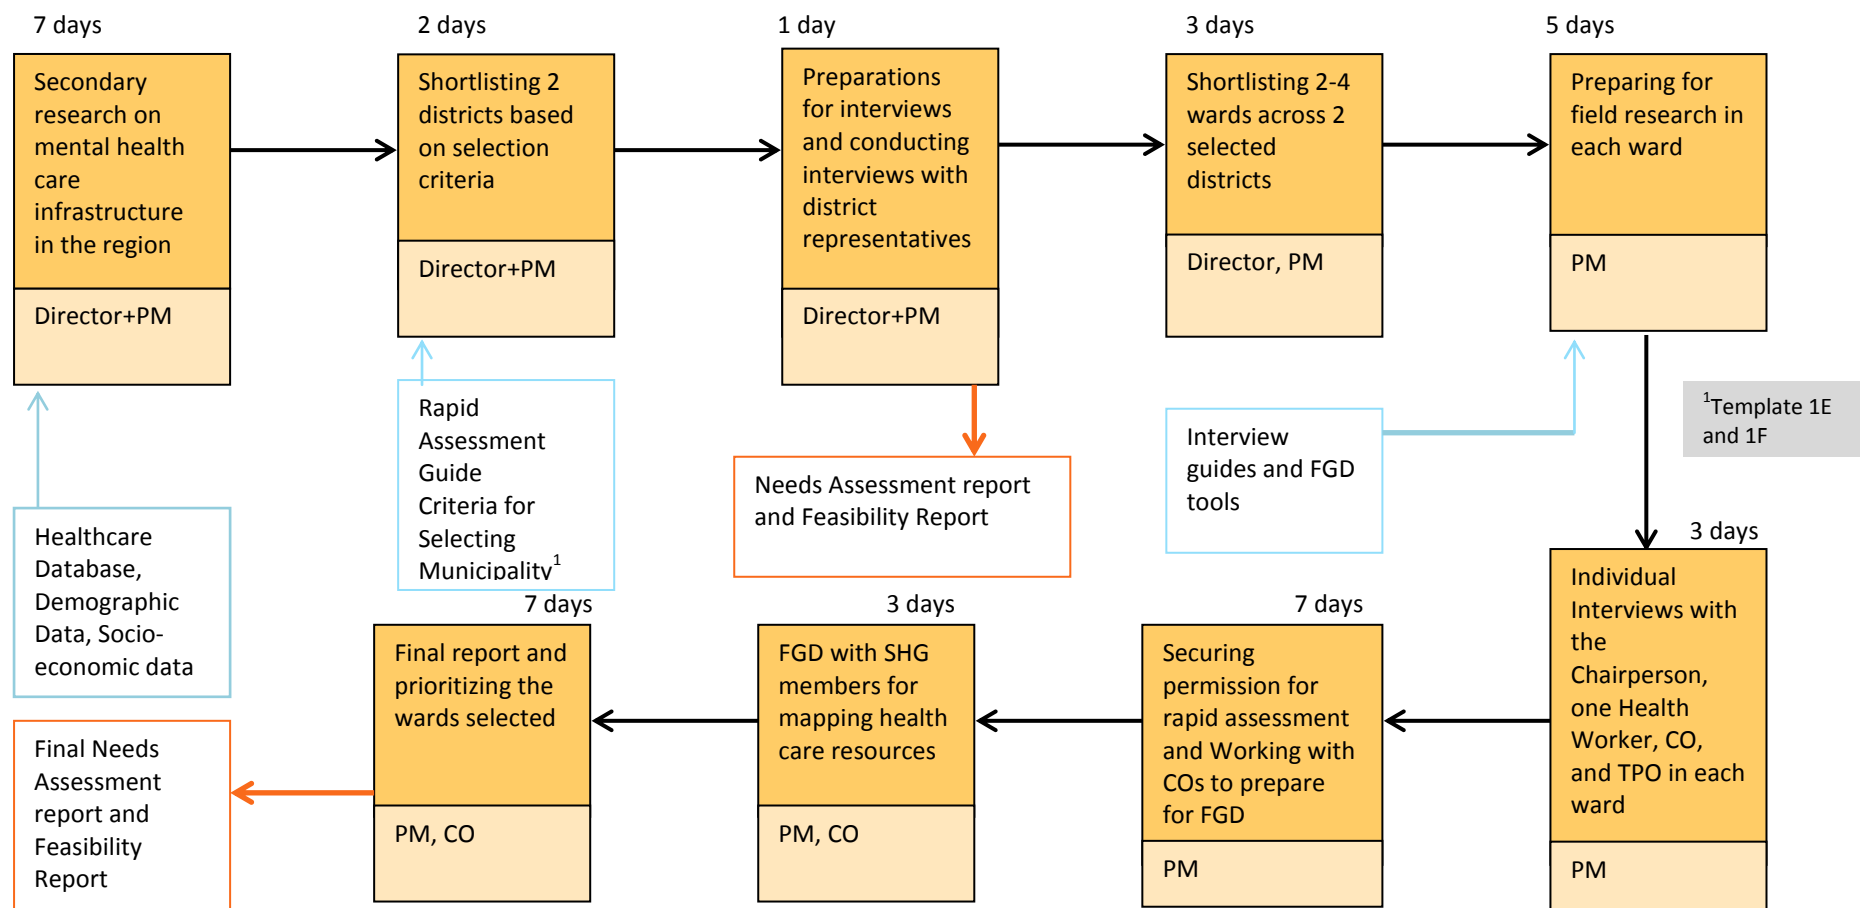 7 days
Secondary
research on
mental health
care
infrastructure
in the region
Director+PM
2 days
Shortlisting 2
districts based
on selection
criteria
Director+PM
1 day
Preparations
for interviews
and conducting
interviews with
district
representatives
Director+PM
3 days
Shortlisting 2-4
wards across 2
selected
districts
Director, PM
5 days
Preparing for
field research in
each ward
PM
Healthcare
Database,
Demographic
Data, Socio-
economic data
Rapid
Assessment
Guide
Criteria for
Selecting
Municipality¹
Needs Assessment report
and Feasibility Report
Interview
guides and FGD
tools
¹Template 1E
and 1F
3 days
Individual
Interviews with
the
Chairperson,
one Health
Worker, CO,
and TPO in each
ward
PM
7 days
Securing
permission for
rapid assessment
and Working with
COs to prepare
for FGD
PM
3 days
FGD with SHG
members for
mapping health
care resources
PM, CO
7 days
Final report and
prioritizing the
wards selected
PM, CO
Final Needs
Assessment
report and
Feasibility
Report